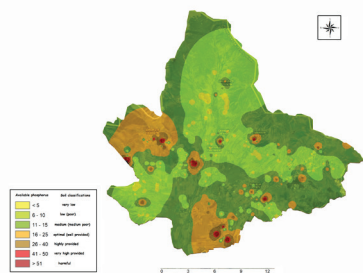 Available phosphorus Soil classifications
< 5 very low
6 - 10 low (poor)
11 - 15 medium (medium poor)
16 - 25 optimal (well provided)
26 - 40 highly provided
41 - 50 very high provided
> 51 harmful
0 3 6 9 12